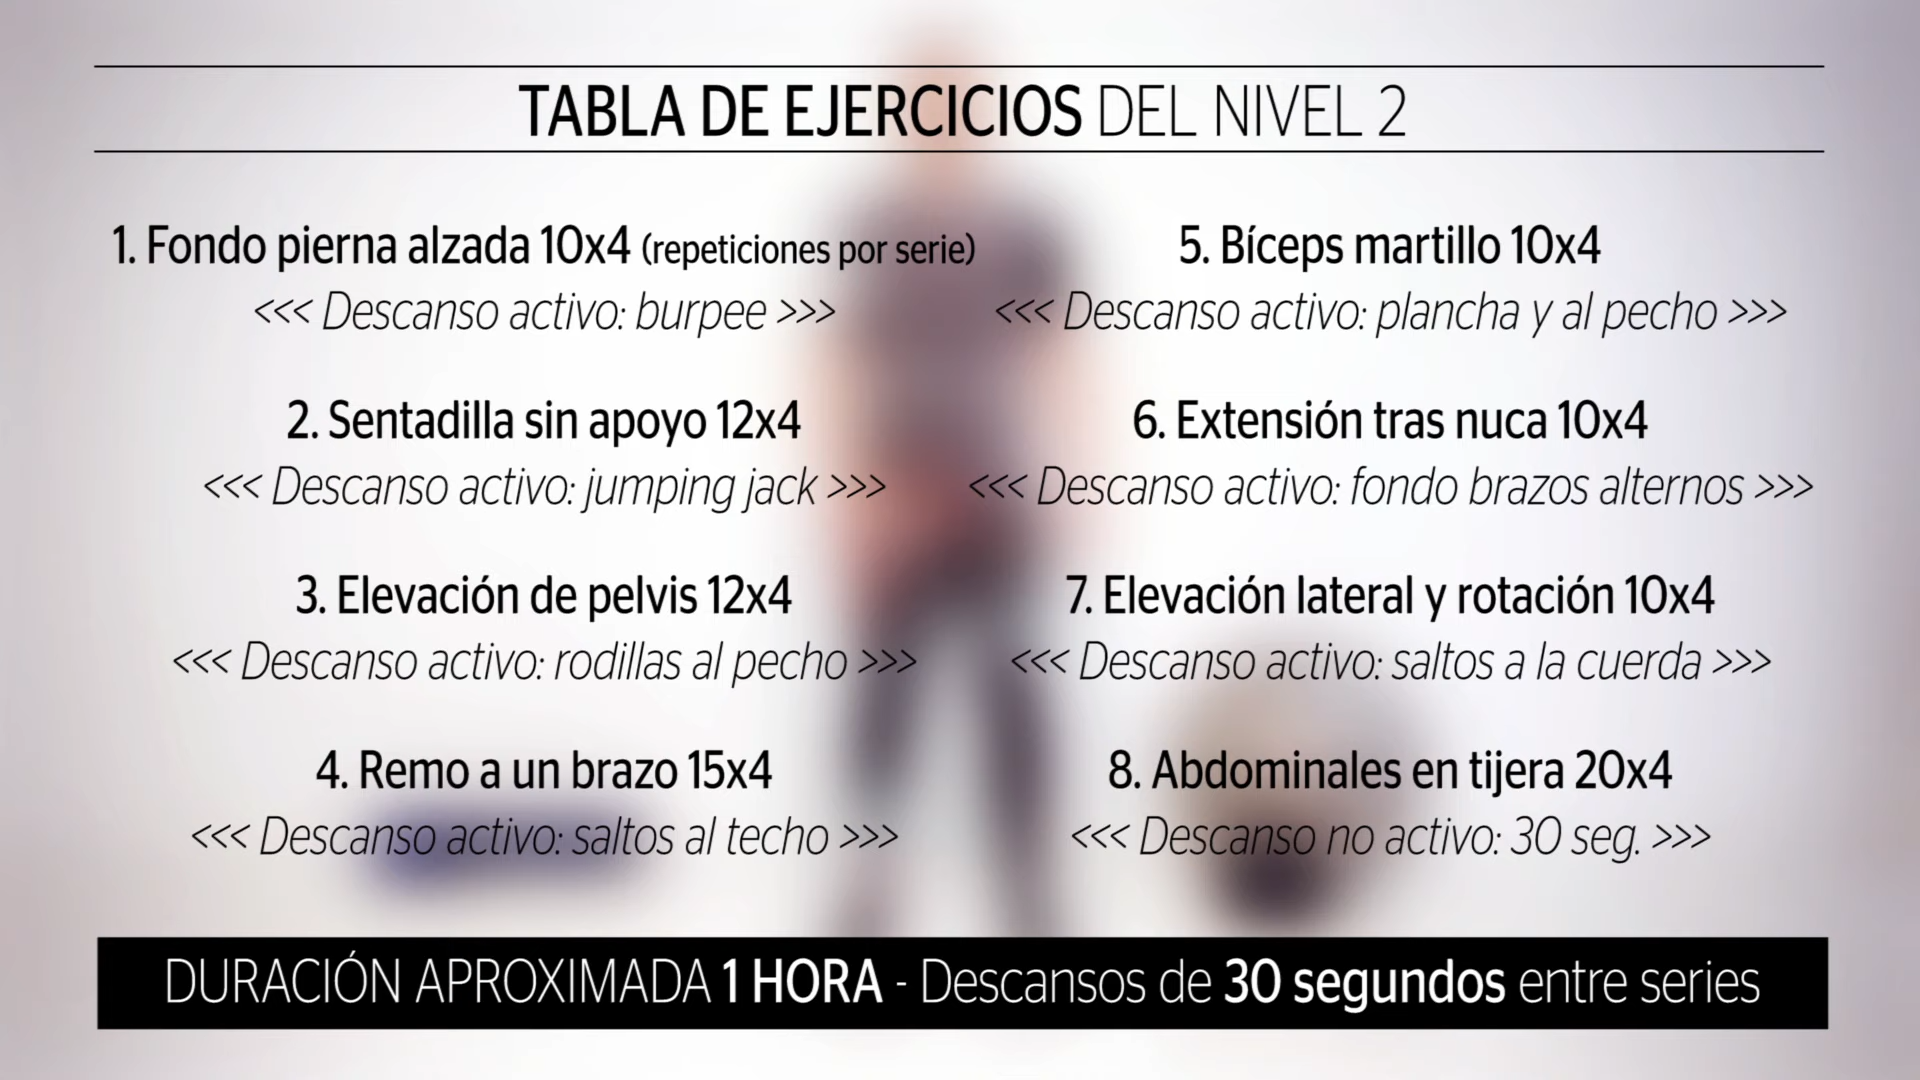 TABLA DE EJERCICIOS DEL NIVEL 2
1. Fondo pierna alzada 10x4 (repeticiones por serie)
<<< Descanso activo: burpee >>>
2. Sentadilla sin apoyo 12x4
<<< Descanso activo: jumping jack >>>
3. Elevación de pelvis 12x4
<<< Descanso activo: rodillas al pecho >>>
4. Remo a un brazo 15x4
<<< Descanso activo: saltos al techo >>>
5. Bíceps martillo 10x4
<<< Descanso activo: plancha y al pecho >>>
6. Extensión tras nuca 10x4
<<< Descanso activo: fondo brazos alternos >>>
7. Elevación lateral y rotación 10x4
<<< Descanso activo: saltos a la cuerda >>>
8. Abdominales en tijera 20x4
<<< Descanso no activo: 30 seg. >>>
DURACIÓN APROXIMADA 1 HORA - Descansos de 30 segundos entre series